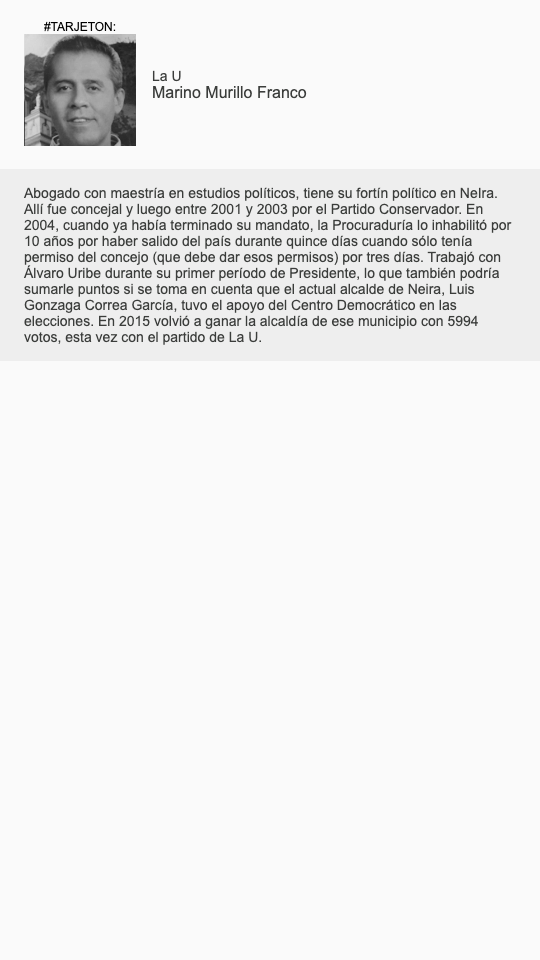 #TARJETON:
La U
Marino Murillo Franco
Abogado con maestría en estudios políticos, tiene su fortín político en NeIra.
Allí fue concejal y luego entre 2001 y 2003 por el Partido Conservador. En
2004, cuando ya había terminado su mandato, la Procuraduría lo inhabilitó por
10 años por haber salido del país durante quince días cuando sólo tenía
permiso del concejo (que debe dar esos permisos) por tres días. Trabajó con
Álvaro Uribe durante su primer período de Presidente, lo que también podría
sumarle puntos si se toma en cuenta que el actual alcalde de Neira, Luis
Gonzaga Correa García, tuvo el apoyo del Centro Democrático en las
elecciones. En 2015 volvió a ganar la alcaldía de ese municipio con 5994
votos, esta vez con el partido de La U.